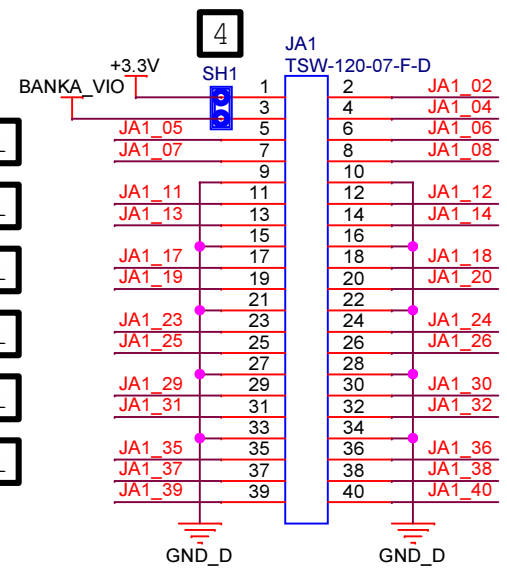 4
JA1
TSW-120-07-F-D
+3.3V
SH1
BANKA_VIO
1 2 JA1_02
3 4 JA1_04
JA1_05 5 6 JA1_06
JA1_07 7 8 JA1_08
9 10
JA1_11 11 12 JA1_12
JA1_13 13 14 JA1_14
15 16
JA1_17 17 18 JA1_18
JA1_19 19 20 JA1_20
21 22
JA1_23 23 24 JA1_24
JA1_25 25 26 JA1_26
27 28
JA1_29 29 30 JA1_30
JA1_31 31 32 JA1_32
33 34
JA1_35 35 36 JA1_36
JA1_37 37 38 JA1_38
JA1_39 39 40 JA1_40
GND_D GND_D